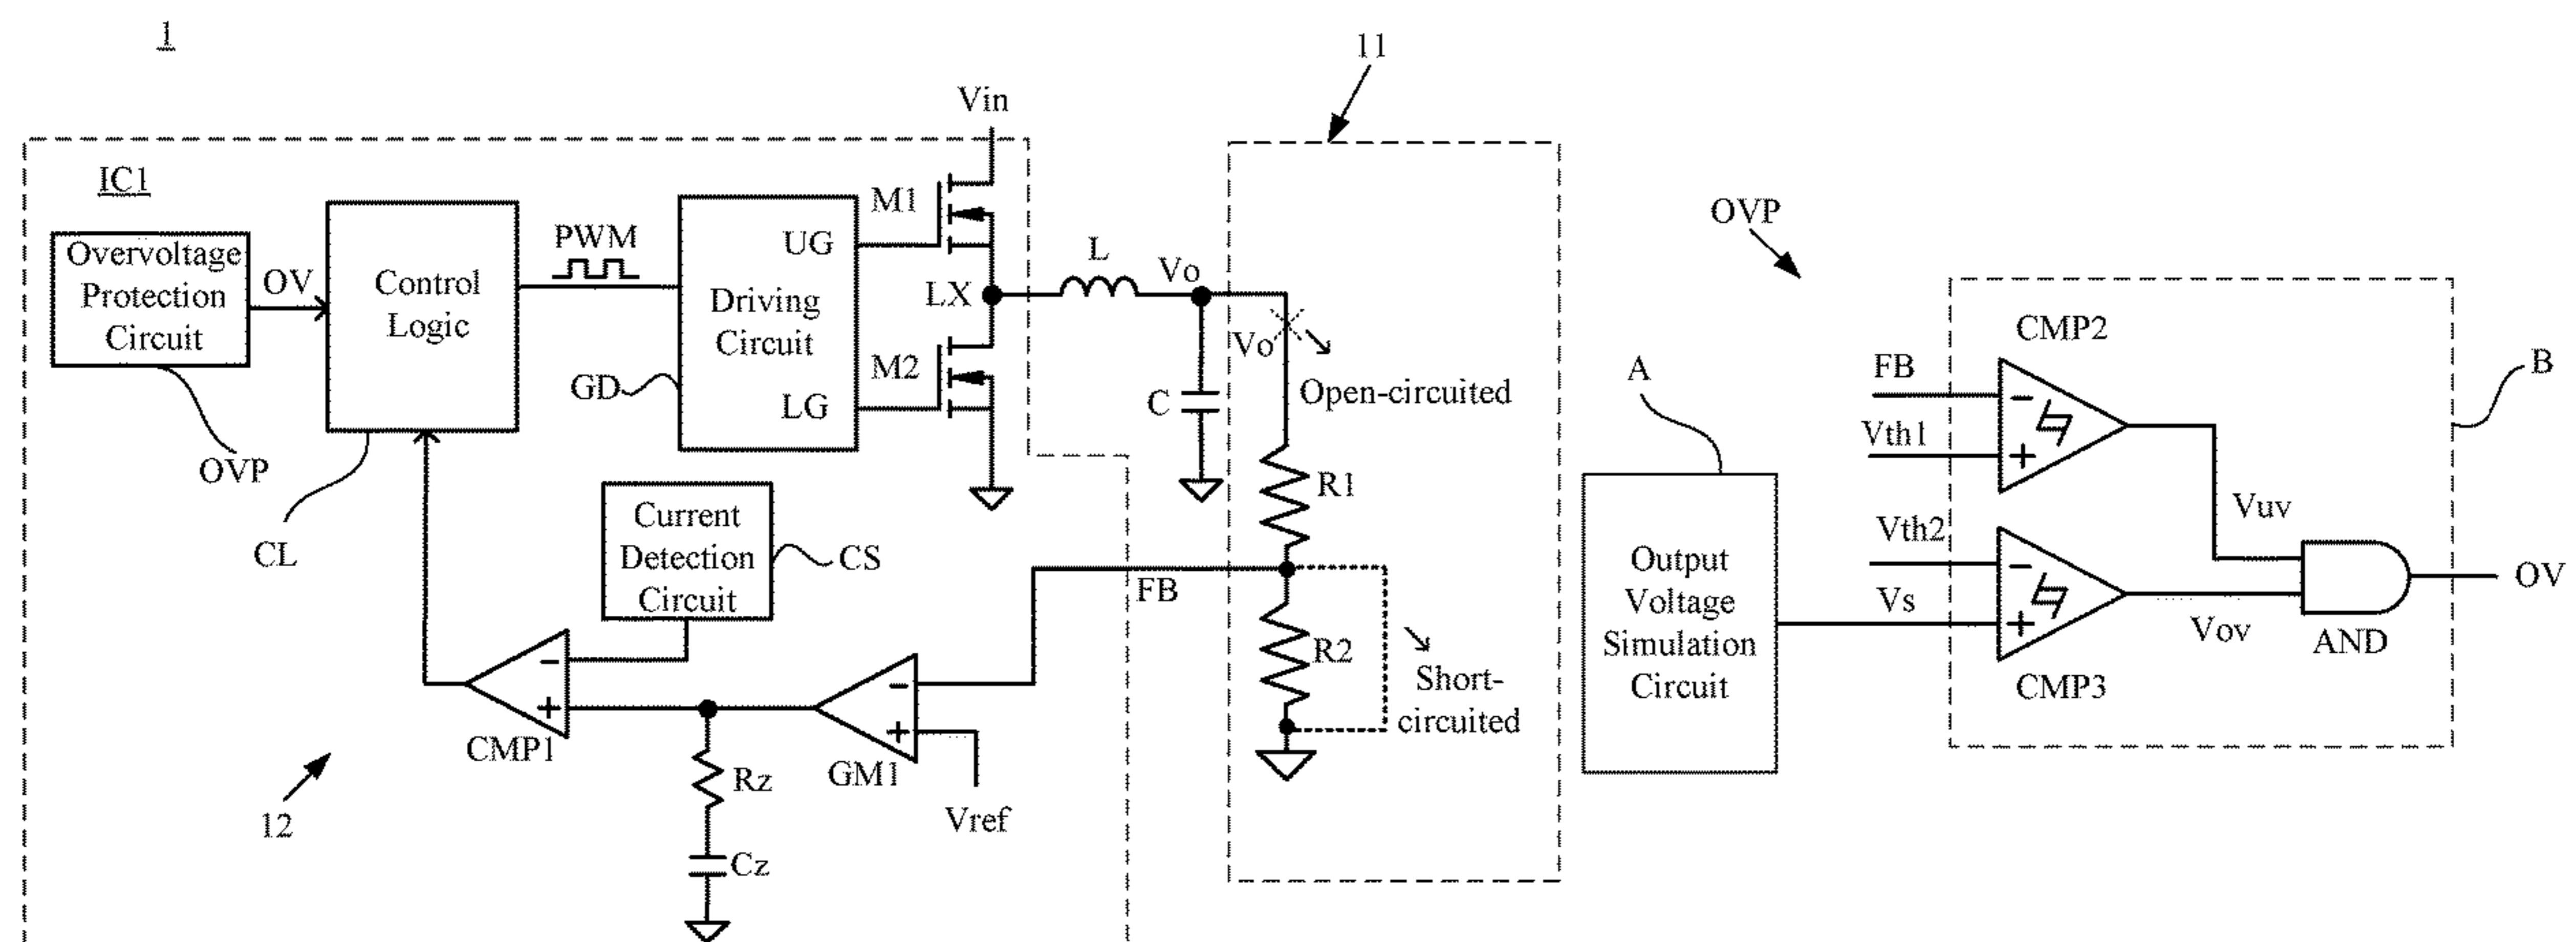 1
11
Vin
IC1
Overvoltage
Protection
Circuit
OV
Control
Logic
PWM
UG
Driving
Circuit
LG
M1
LX
M2
L
Vo
Vo
Open-circuited
C
R1
GD
OVP
CL
Current
Detection
Circuit
CS
FB
R2
Short-
circuited
CMP1
GM1
Rz
Vref
12
Cz
OVP
CMP2
FB
Vth1
A
B
Vuv
Vth2
Vs
Output
Voltage
Simulation
Circuit
Vov
AND
OV
CMP3